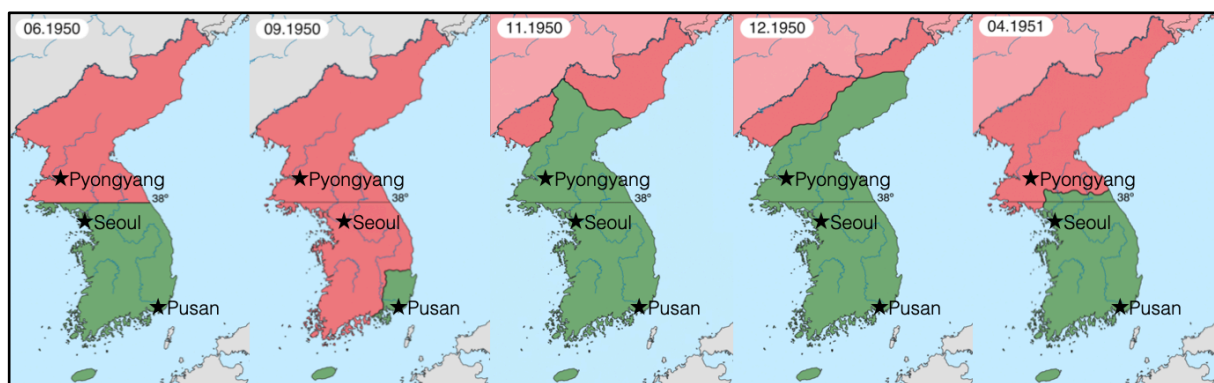 06.1950
Pyongyang
38°
Seoul
Pusan
09.1950
Pyongyang
38°
Seoul
Pusan
11.1950
Pyongyang
38°
Seoul
Pusan
12.1950
Pyongyang
38°
Seoul
Pusan
04.1951
Pyongyang
38°
Seoul
Pusan